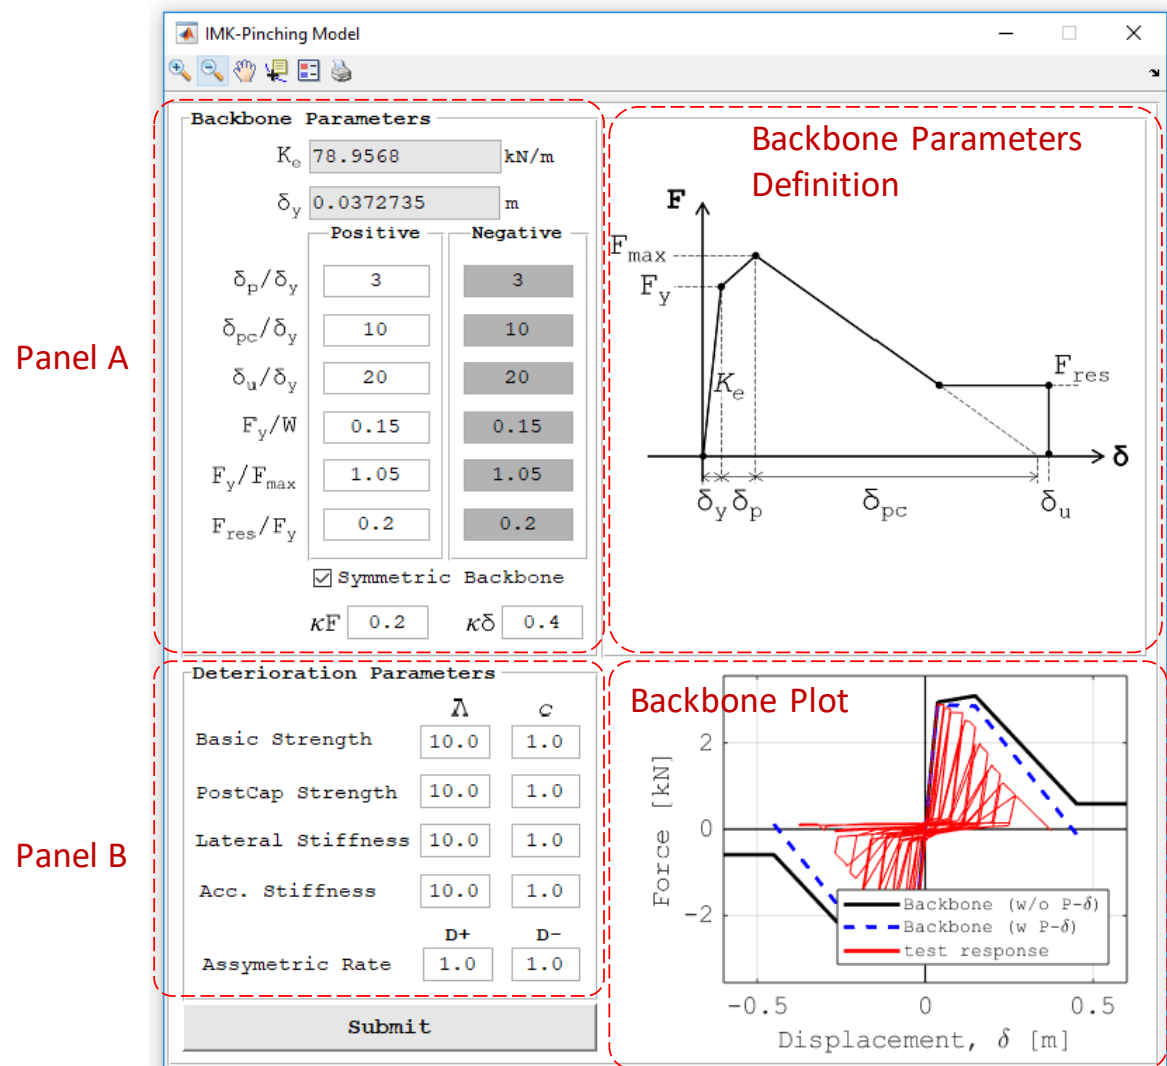 IMK-Pinching Model
Backbone Parameters
Kₑ 78.9568 kN/m
δy 0.0372735 m
Positive Negative
δp/δy 3 3
δpc/δy 10 10
δu/δy 20 20
Fy/W 0.15 0.15
Fy/Fmax 1.05 1.05
Fres/Fy 0.2 0.2
Symmetric Backbone
κF 0.2 κδ 0.4
Panel A
Backbone Parameters
Definition
F
Fmax
Fy
Kₑ
Fres
δ
δy δp δpc δu
Deterioration Parameters
Λ c
Basic Strength 10.0 1.0
PostCap Strength 10.0 1.0
Lateral Stiffness 10.0 1.0
Acc. Stiffness 10.0 1.0
D+ D−
Assymetric Rate 1.0 1.0
Submit
Panel B
Backbone Plot
Force [kN]
2
0
−2
Backbone (w/o P-δ)
Backbone (w P-δ)
test response
−0.5 0 0.5
Displacement, δ [m]